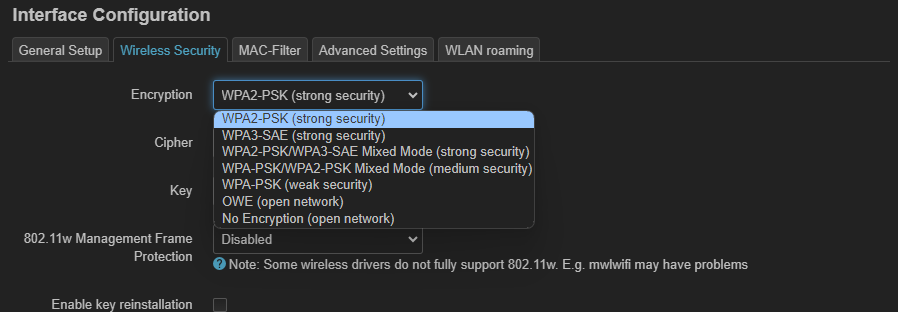 Interface Configuration
General Setup Wireless Security MAC-Filter Advanced Settings WLAN roaming
Encryption WPA2-PSK (strong security)
WPA2-PSK (strong security)
WPA3-SAE (strong security)
Cipher
WPA2-PSK/WPA3-SAE Mixed Mode (strong security)
WPA-PSK/WPA2-PSK Mixed Mode (medium security)
Key
WPA-PSK (weak security)
OWE (open network)
No Encryption (open network)
802.11w Management Frame Protection Disabled
Note: Some wireless drivers do not fully support 802.11w. E.g. mwlwifi may have problems
Enable key reinstallation